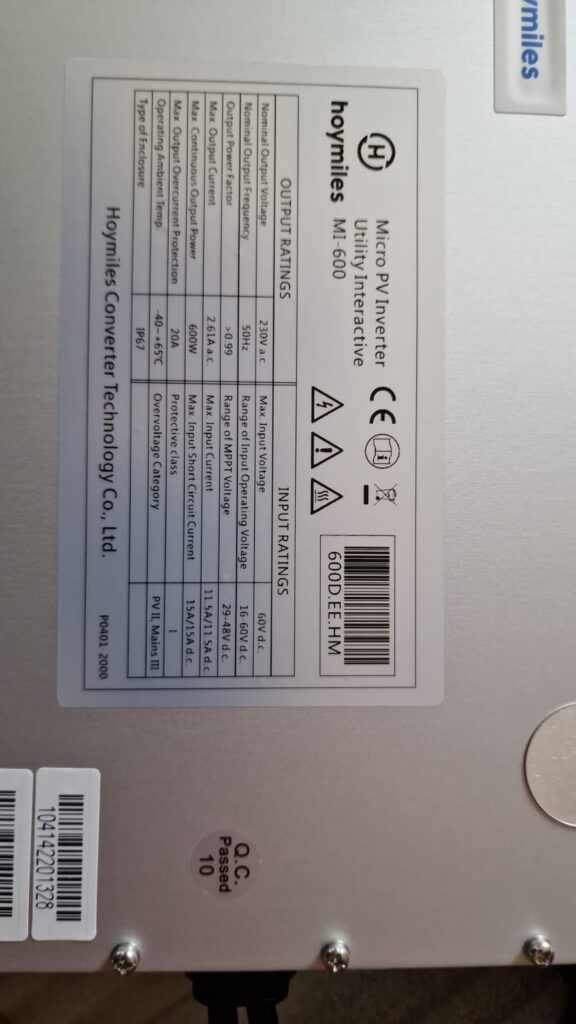 ymiles
hoymiles
Micro PV Inverter
Utility Interactive
MI-600
CE
600D.EE.HM
OUTPUT RATINGS INPUT RATINGS
Nominal Output Voltage 230V a.c Max. Input Voltage 60V d.c.
Nominal Output Frequency 50Hz Range of Input Operating Voltage 16-60V d.c.
Output Power Factor >0.99 Range of MPPT Voltage 29-48V d.c.
Max. Output Current 2.61A a.c Max. Input Current 11.5A/11.5A d.c.
Max. Continuous Output Power 600W Max. Input Short Circuit Current 15A/15A d.c.
Max. Output Overcurrent Protection 20A Protective class I
Operating Ambient Temp. -40~+65℃ Overvoltage Category PV II, Mains III
Type of Enclosure IP67
Hoymiles Converter Technology Co., Ltd.
P0401 2000
Q.C.
Passed
10
104142201328